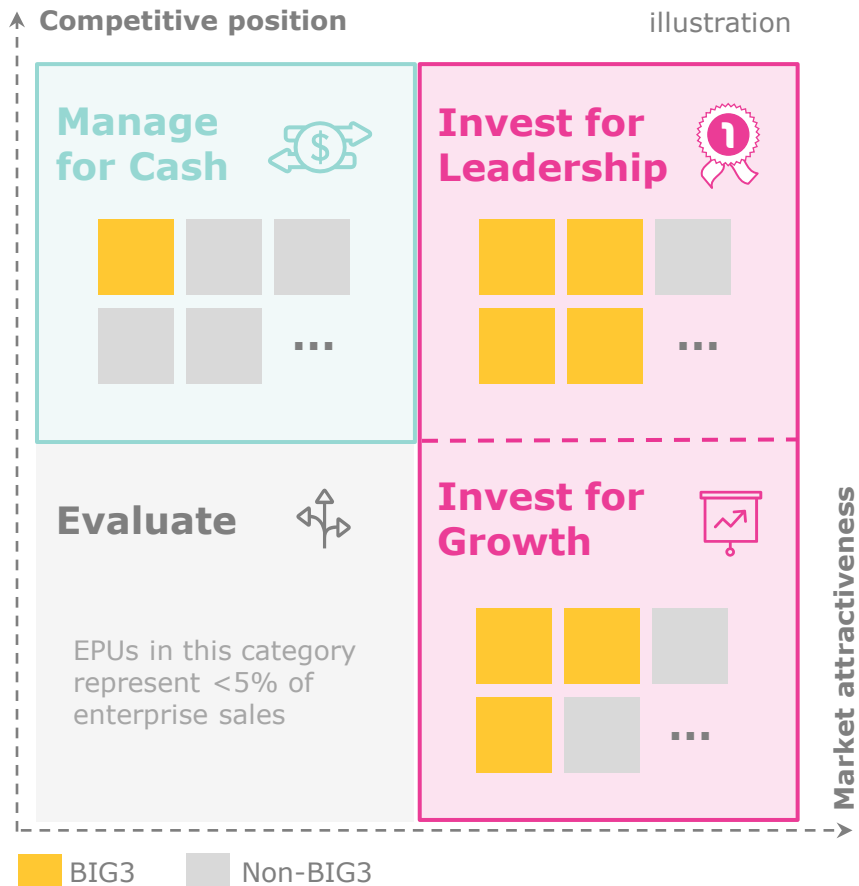 Competitive position
illustration
Manage
for Cash
$
Invest for
Leadership
1
...
...
Evaluate
Invest for
Growth
EPUs in this category
represent <5% of
enterprise sales
...
Market attractiveness
BIG3
Non-BIG3